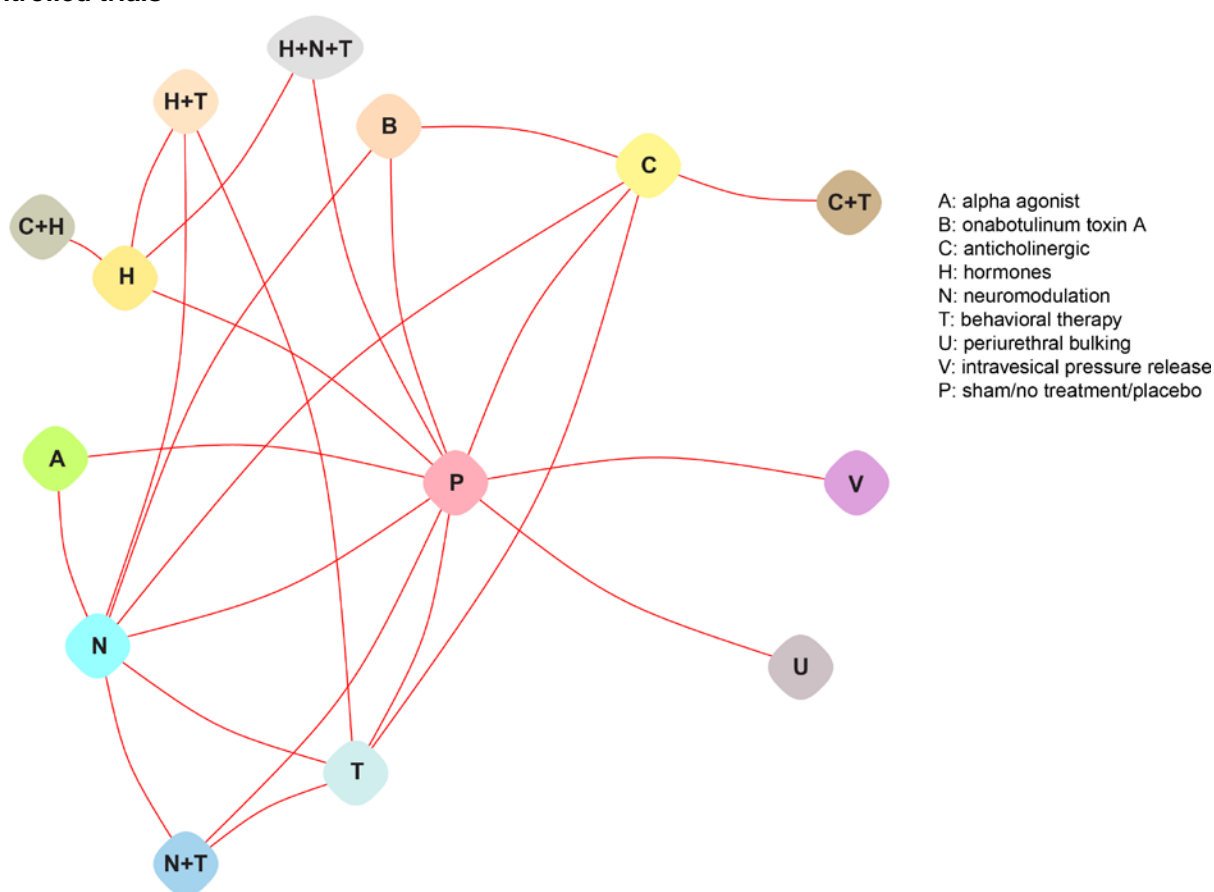 H+N+T
H+T
B
C
C+T
C+H
H
A
P
V
N
U
T
N+T
A: alpha agonist
B: onabotulinum toxin A
C: anticholinergic
H: hormones
N: neuromodulation
T: behavioral therapy
U: periurethral bulking
V: intravesical pressure release
P: sham/no treatment/placebo